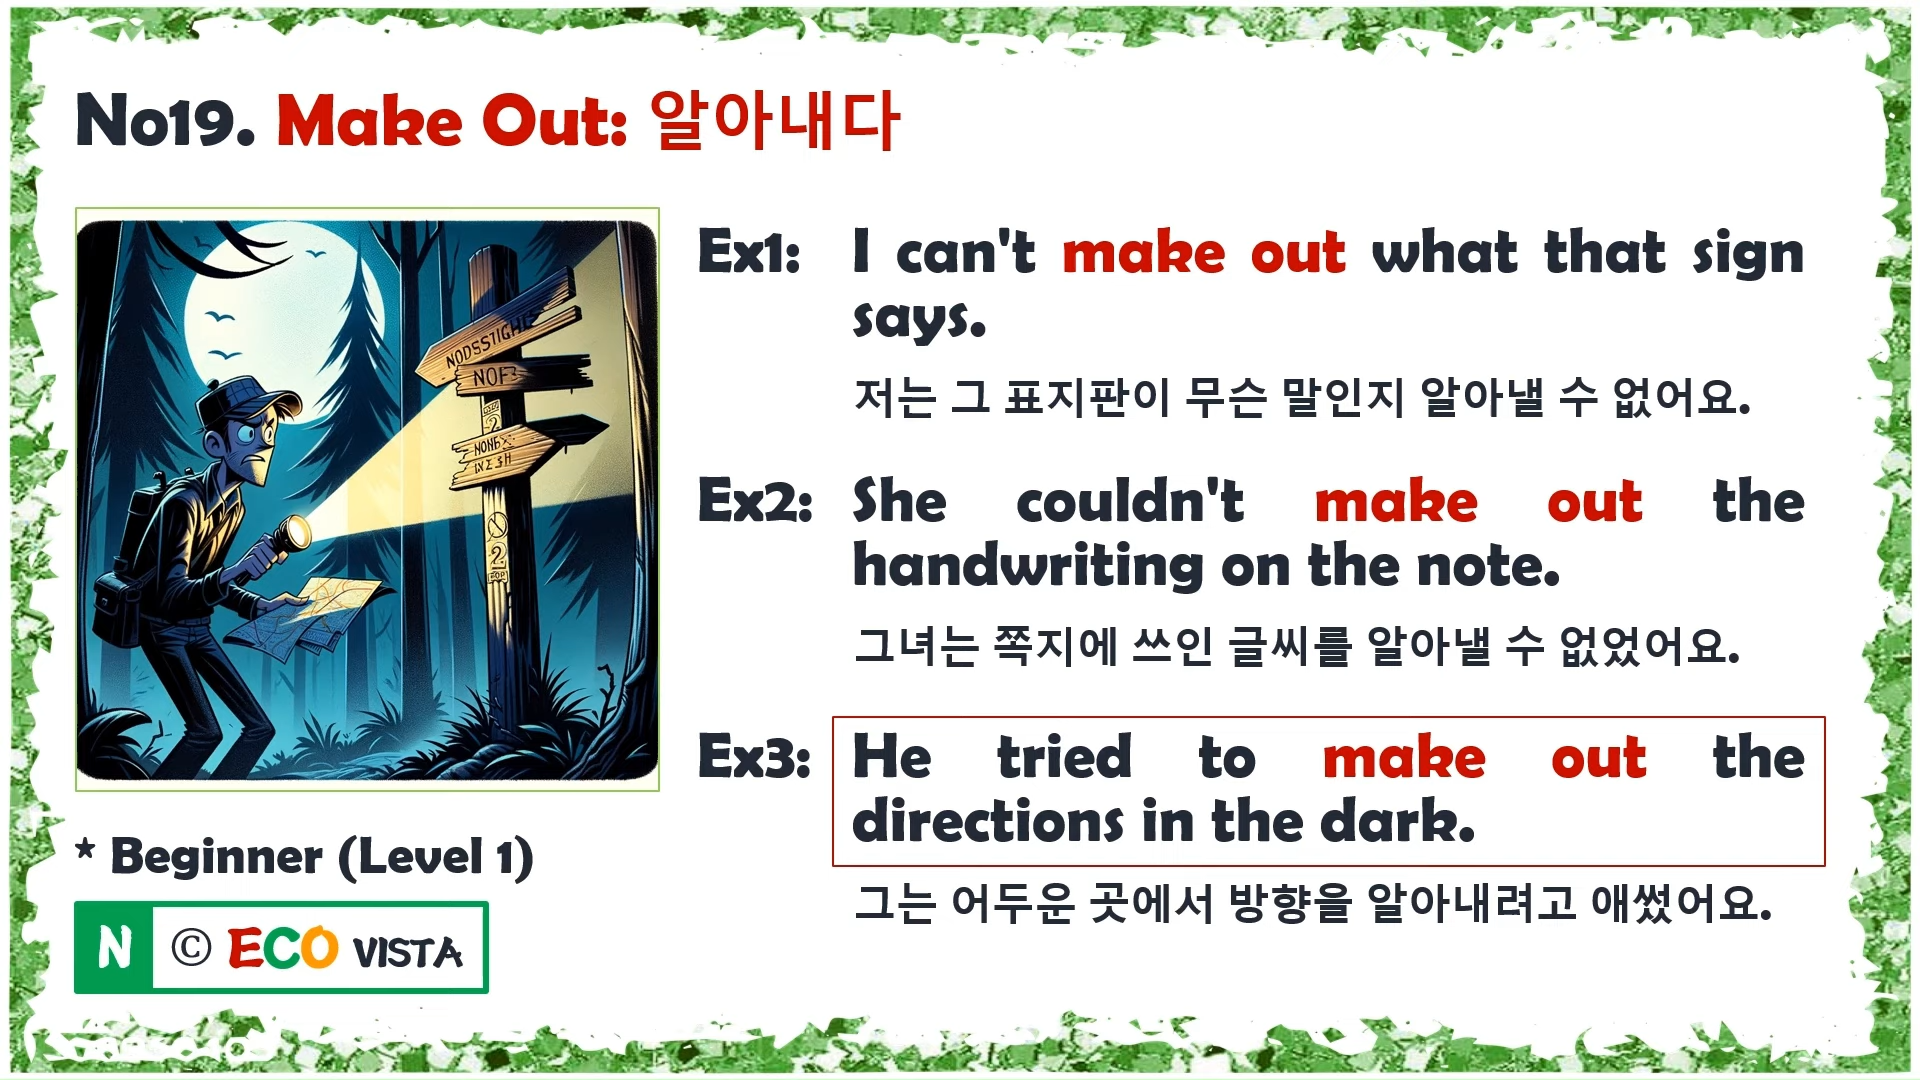 No19. Make Out: 알아내다
NODSSTIGHL
NOF
2
NONE
2
Ex1: I can't make out what that sign
says.
저는 그 표지판이 무슨 말인지 알아낼 수 없어요.
Ex2: She couldn't make out the
handwriting on the note.
그녀는 쪽지에 쓰인 글씨를 알아낼 수 없었어요.
Ex3: He tried to make out the
directions in the dark.
그는 어두운 곳에서 방향을 알아내려고 애썼어요.
* Beginner (Level 1)
N © ECO VISTA